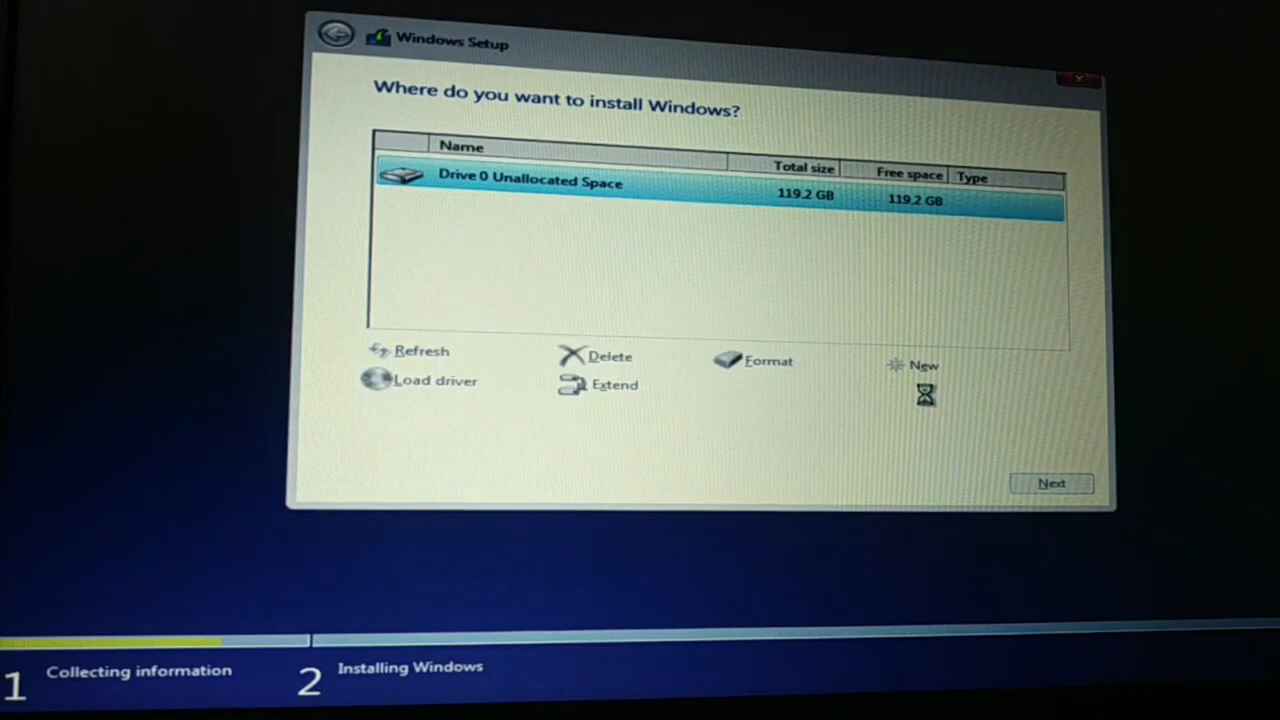 Windows Setup
Where do you want to install Windows?
Name Total size Free space Type
Drive 0 Unallocated Space 119.2 GB 119.2 GB
Refresh Delete Format New
Load driver Extend
Next
1 Collecting information 2 Installing Windows